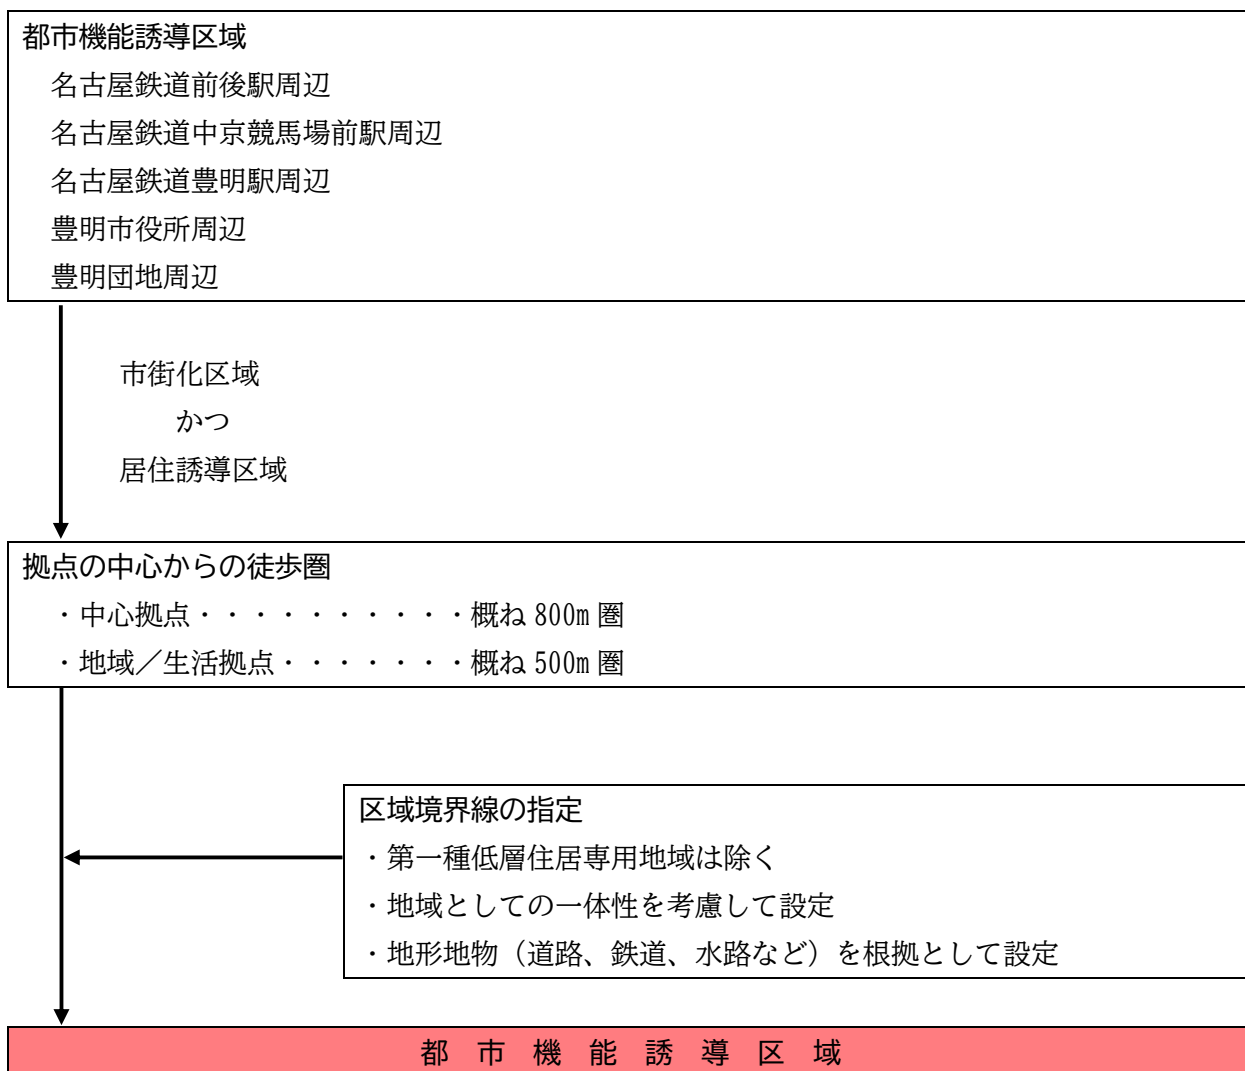 都市機能誘導区域
名古屋鉄道前後駅周辺
名古屋鉄道中京競馬場前駅周辺
名古屋鉄道豊明駅周辺
豊明市役所周辺
豊明団地周辺
市街化区域
かつ
居住誘導区域
拠点の中心からの徒歩圏
・中心拠点・・・・・・・・・・概ね 800m 圏
・地域／生活拠点・・・・・・・概ね 500m 圏
区域境界線の指定
・第一種低層住居専用地域は除く
・地域としての一体性を考慮して設定
・地形地物（道路、鉄道、水路など）を根拠として設定
都　市　機　能　誘　導　区　域